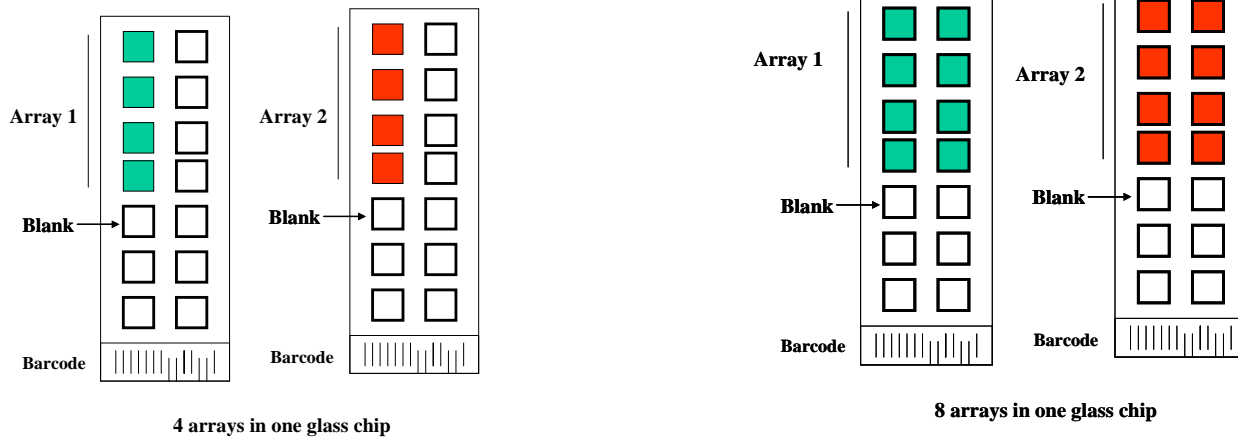 Array 1
Blank
Barcode
Array 2
Blank
Barcode
4 arrays in one glass chip
Array 1
Blank
Barcode
Array 2
Blank
Barcode
8 arrays in one glass chip